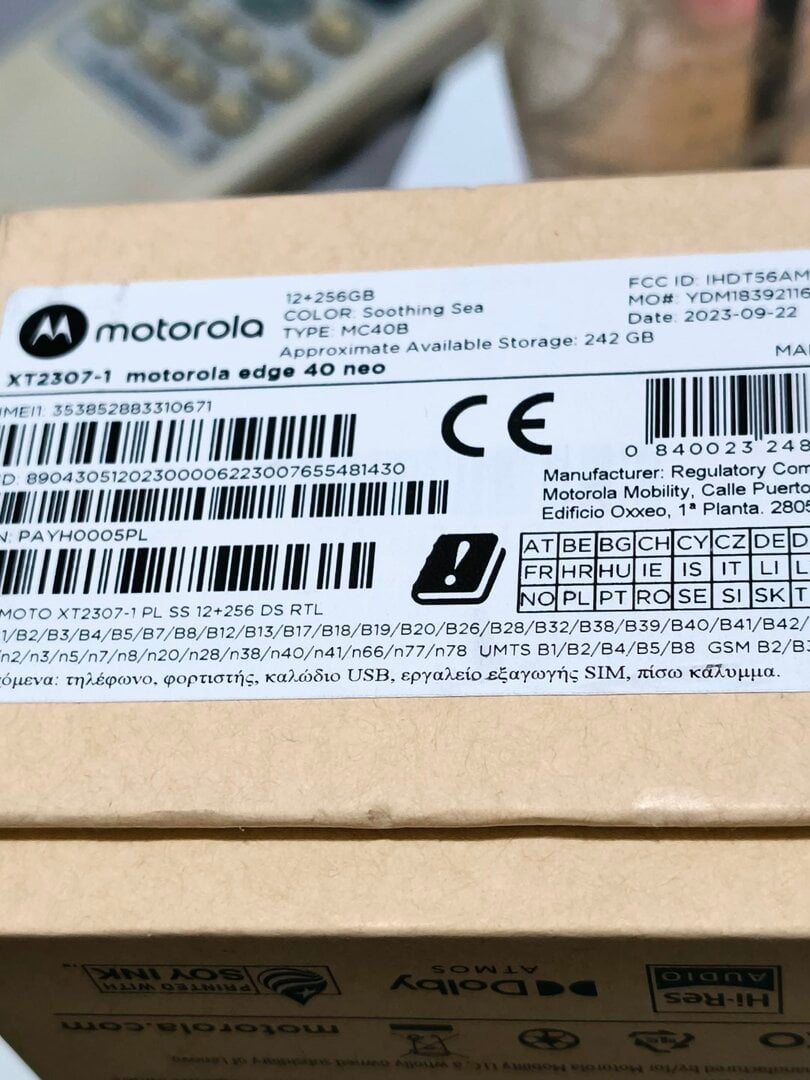 motorola
12+256GB
COLOR: Soothing Sea
TYPE: MC40B
Approximate Available Storage: 242 GB
FCC ID: IHDT56AM
MO#: YDM18392116
Date: 2023-09-22
XT2307-1 motorola edge 40 neo
IMEI1: 353852883310671
D: 89043051202300006223007655481430
N: PAYH0005PL
0 840023 248
Manufacturer: Regulatory Com
Motorola Mobility, Calle Puerto
Edificio Oxxeo, 1ª Planta. 2805
AT BE BG CH CY CZ DE D
FR HR HU IE IS IT LI L
NO PL PT RO SE SI SK T
MOTO XT2307-1 PL SS 12+256 DS RTL
1/B2/B3/B4/B5/B7/B8/B12/B13/B17/B18/B19/B20/B26/B28/B32/B38/B39/B40/B41/B42/
n2/n3/n5/n7/n8/n20/n28/n38/n40/n41/n66/n77/n78 UMTS B1/B2/B4/B5/B8 GSM B2/B3
χόμενα: τηλέφωνο, φορτιστής, καλώδιο USB, εργαλείο εξαγωγής SIM, πίσω κάλυμμα.
PRINTED WITH
SOY INK
Dolby
ATMOS
Hi-Res
AUDIO
motorola.com